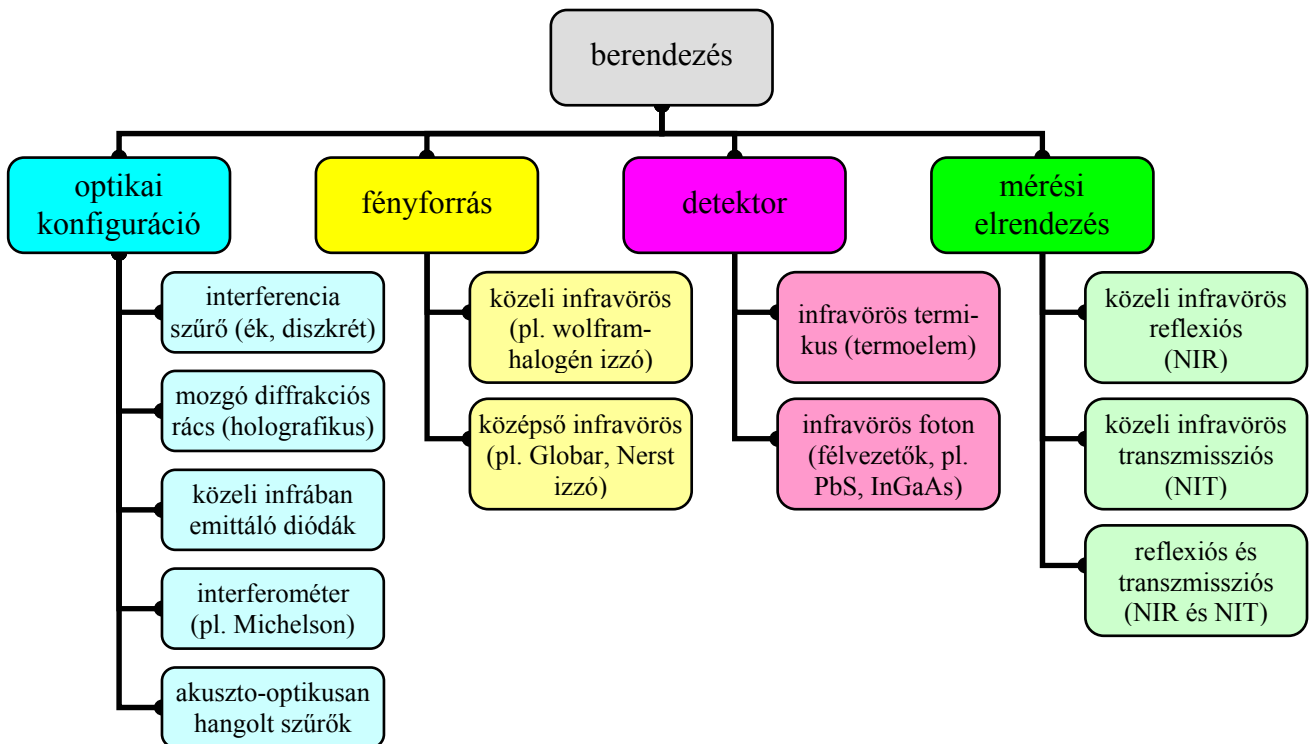 berendezés
optikai
konfiguráció
fényforrás
detektor
mérési
elrendezés
interferencia
szűrő (ék, diszkrét)
mozgó diffrakciós
rács (holografikus)
közeli infrában
emittáló diódák
interferométer
(pl. Michelson)
akuszto-optikusan
hangolt szűrők
közeli infravörös
(pl. wolfram-
halogén izzó)
középső infravörös
(pl. Globar, Nerst
izzó)
infravörös termi-
kus (termoelem)
infravörös foton
(félvezetők, pl.
PbS, InGaAs)
közeli infravörös
reflexiós
(NIR)
közeli infravörös
transzmissziós
(NIT)
reflexiós és
transzmissziós
(NIR és NIT)